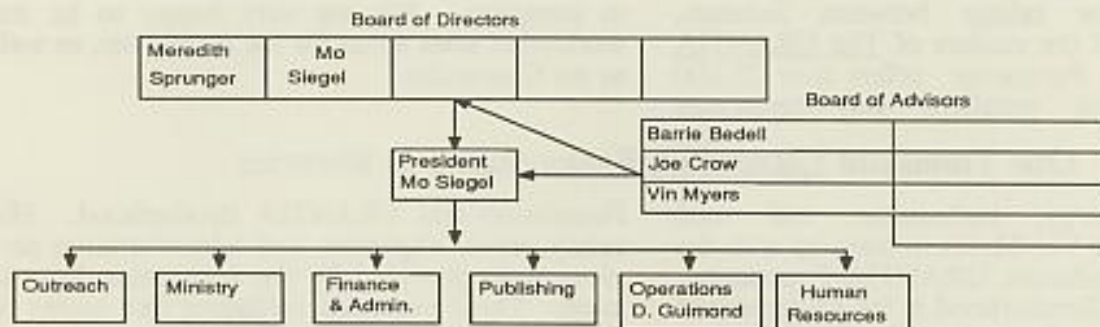 Board of Directors
Meredith
Sprunger
Mo
Siegel
Board of Advisors
Barrie Bedell
Joe Crow
Vin Myers
President
Mo Siegel
Outreach
Ministry
Finance
& Admin.
Publishing
Operations
D. Gulmond
Human
Resources